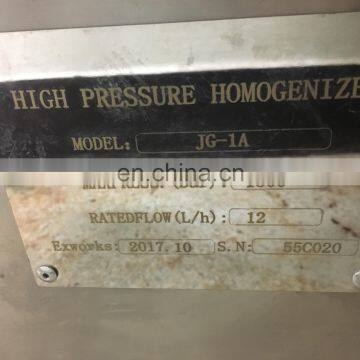 HIGH PRESSURE HOMOGENIZE
MODEL: JG-1A
en.china.cn
RATEDFLOW(L/h): 12
Exworks: 2017.10 S.N: 55C020